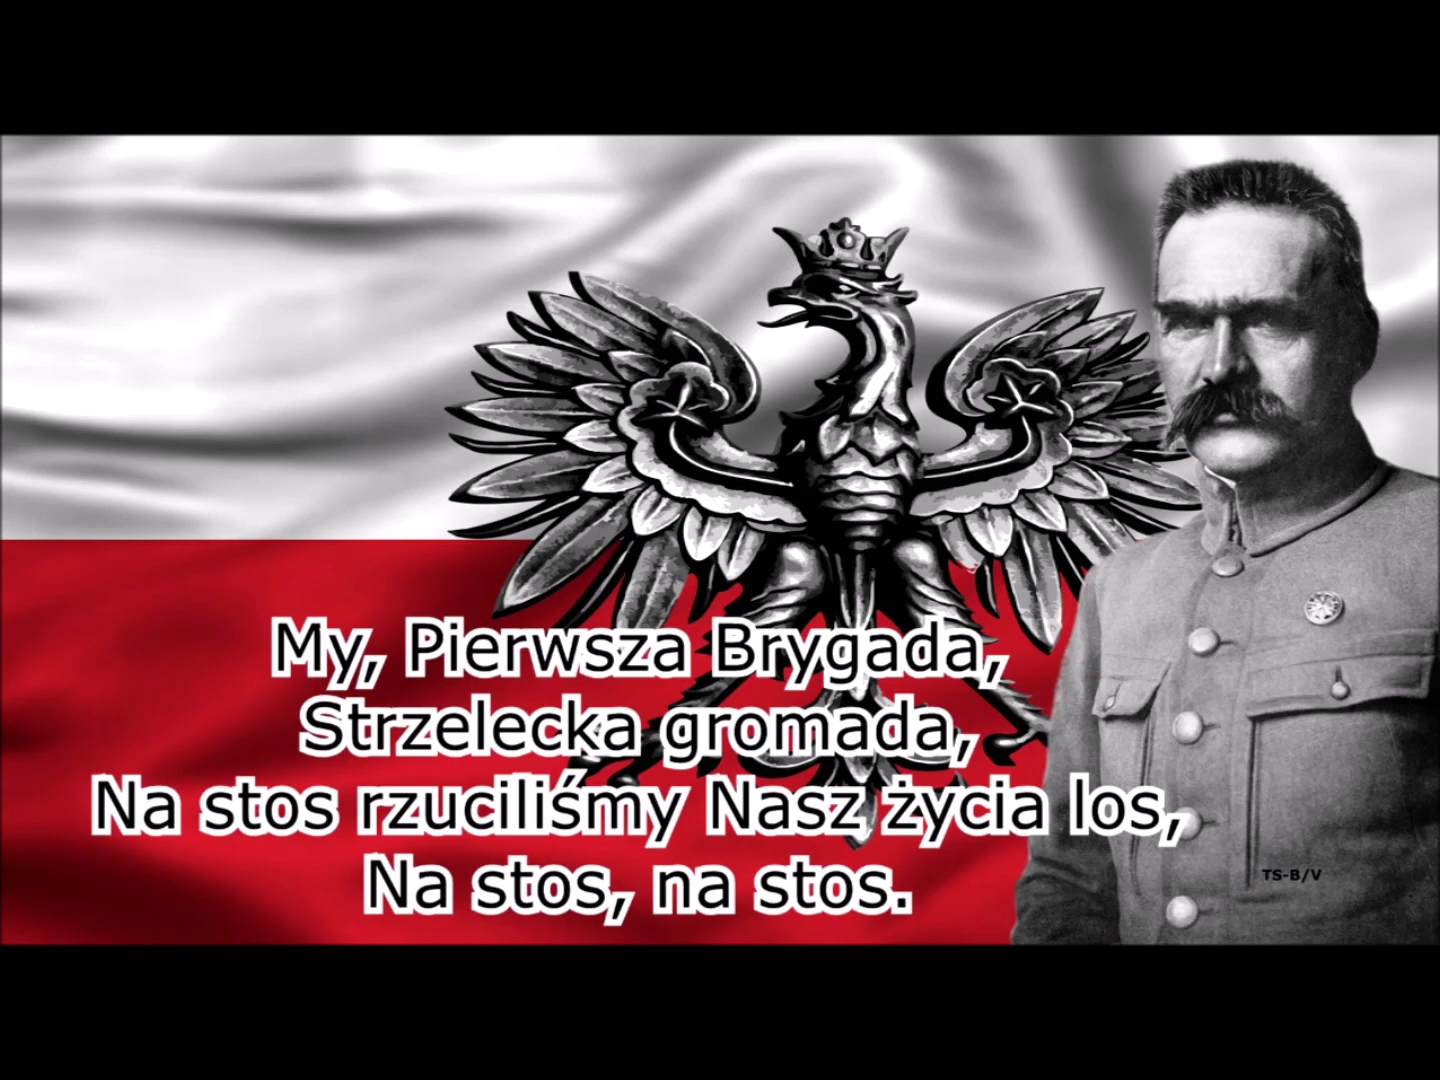 My, Pierwsza Brygada,
Strzelecka gromada,
Na stos rzuciliśmy Nasz życia los,
Na stos, na stos.
TS-B/V